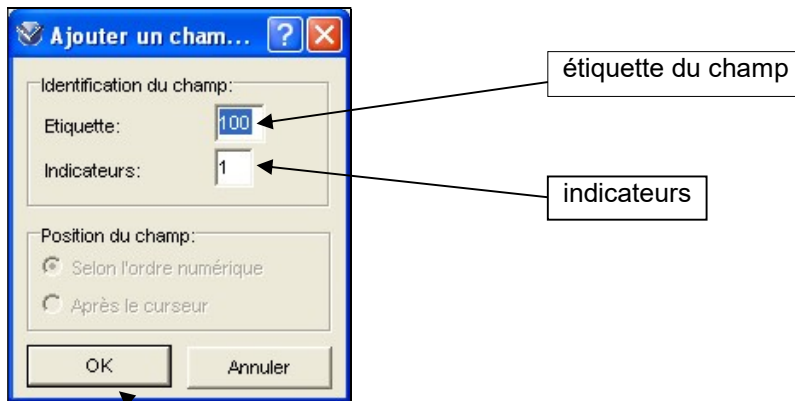 Ajouter un cham...
Identification du champ:
Etiquette: 100
Indicateurs: 1
Position du champ:
Selon l'ordre numérique
Après le curseur
OK Annuler
étiquette du champ
indicateurs